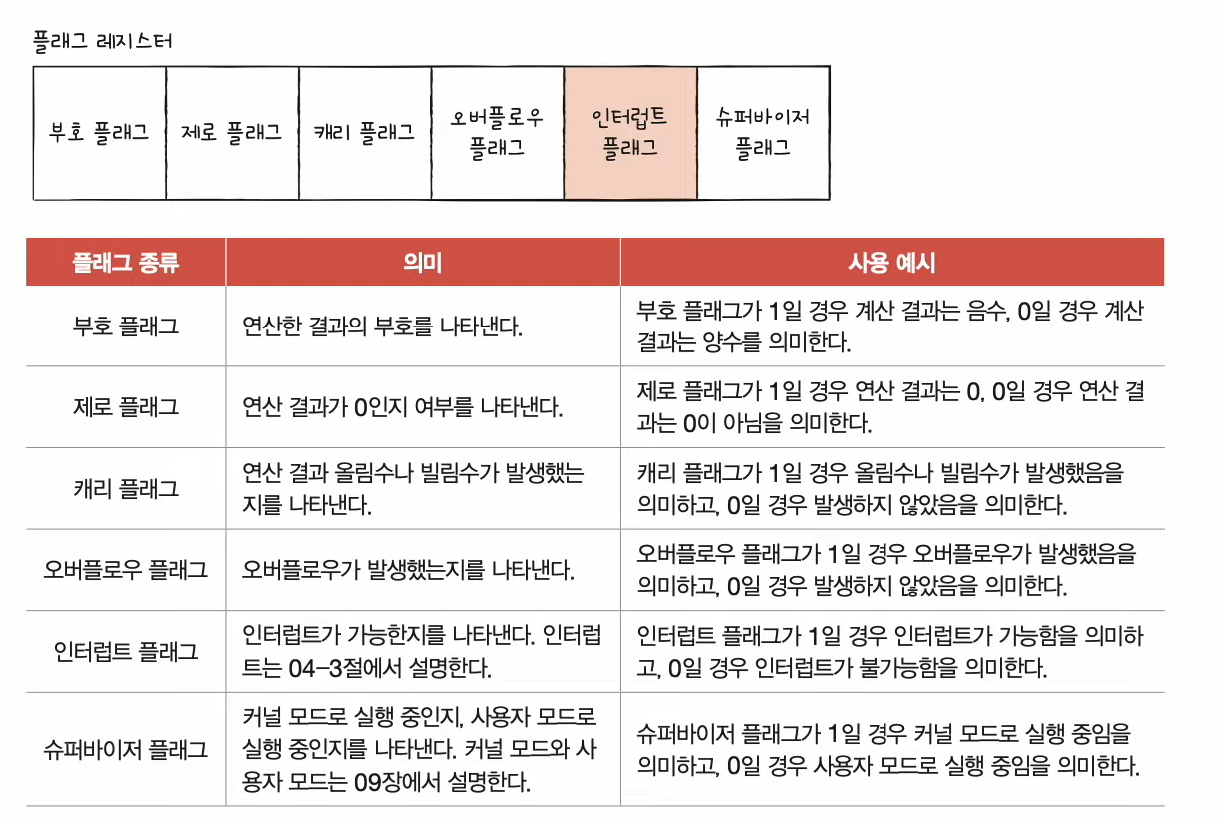 플래그 레지스터
부호 플래그
제로 플래그
캐리 플래그
오버플로우
플래그
인터럽트
플래그
슈퍼바이저
플래그
플래그 종류
의미
사용 예시
부호 플래그
연산한 결과의 부호를 나타낸다.
부호 플래그가 1일 경우 계산 결과는 음수, 0일 경우 계산
결과는 양수를 의미한다.
제로 플래그
연산 결과가 0인지 여부를 나타낸다.
제로 플래그가 1일 경우 연산 결과는 0, 0일 경우 연산 결
과는 0이 아님을 의미한다.
캐리 플래그
연산 결과 올림수나 빌림수가 발생했는
지를 나타낸다.
캐리 플래그가 1일 경우 올림수나 빌림수가 발생했음을
의미하고, 0일 경우 발생하지 않았음을 의미한다.
오버플로우 플래그
오버플로우가 발생했는지를 나타낸다.
오버플로우 플래그가 1일 경우 오버플로우가 발생했음을
의미하고, 0일 경우 발생하지 않았음을 의미한다.
인터럽트 플래그
인터럽트가 가능한지를 나타낸다. 인터럽
트는 04-3절에서 설명한다.
인터럽트 플래그가 1일 경우 인터럽트가 가능함을 의미하
고, 0일 경우 인터럽트가 불가능함을 의미한다.
슈퍼바이저 플래그
커널 모드로 실행 중인지, 사용자 모드로
실행 중인지를 나타낸다. 커널 모드와 사
용자 모드는 09장에서 설명한다.
슈퍼바이저 플래그가 1일 경우 커널 모드로 실행 중임을
의미하고, 0일 경우 사용자 모드로 실행 중임을 의미한다.